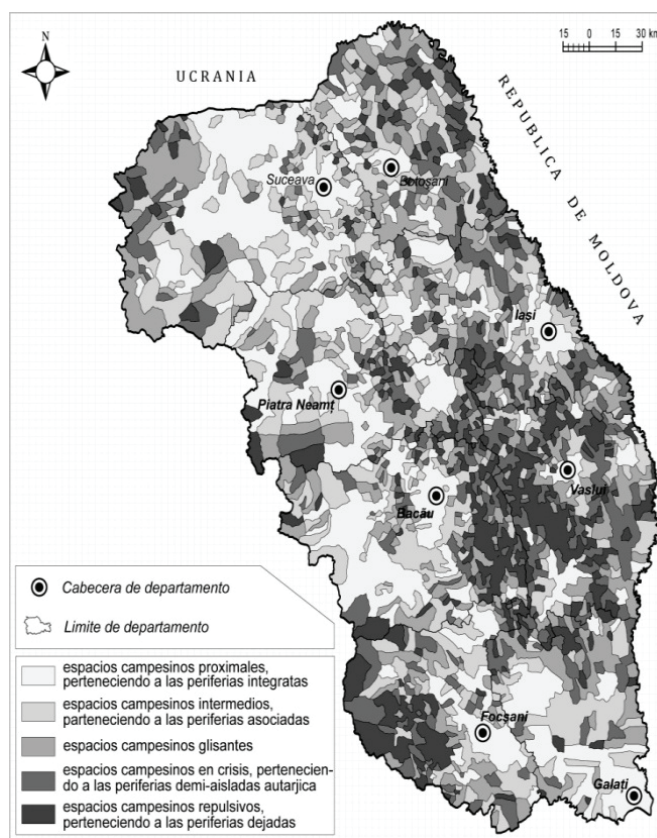 N
15 0 30 km
UCRANIA
REPUBLICA DE MOLDOVA
Suceava
Botoșani
Iași
Piatra Neamț
Vaslui
Bacău
Focșani
Galați
Cabecera de departamento
Limite de departamento
espacios campesinos proximales,
perteneciendo a las periferias integratas
espacios campesinos intermedios,
parteneciendo a las periferias asociadas
espacios campesinos glisantes
espacios campesinos en crisis, pertenecien-
do a las periferias demi-aisladas autarjica
espacios campesinos repulsivos,
perteneciendo a las periferias dejadas